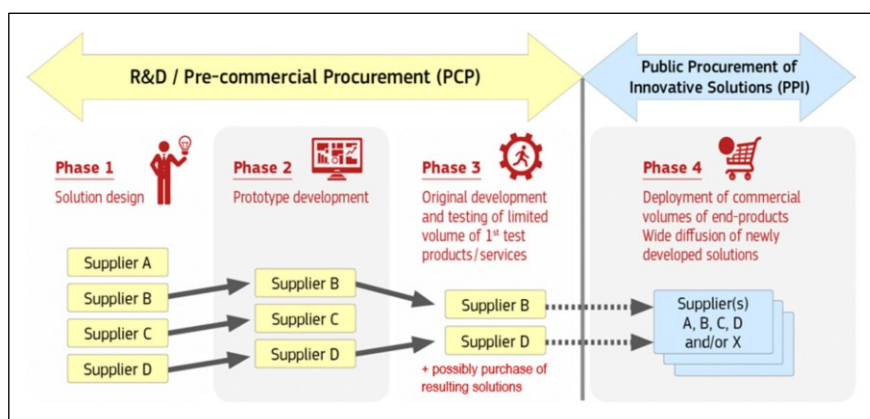 R&D / Pre-commercial Procurement (PCP)
Public Procurement of
Innovative Solutions (PPI)
Phase 1
Solution design
Supplier A
Supplier B
Supplier C
Supplier D
Phase 2
Prototype development
Supplier B
Supplier C
Supplier D
Phase 3
Original development
and testing of limited
volume of 1st test
products/services
Supplier B
Supplier D
+ possibly purchase of
resulting solutions
Phase 4
Deployment of commercial
volumes of end-products
Wide diffusion of newly
developed solutions
Supplier(s)
A, B, C, D
and/or X